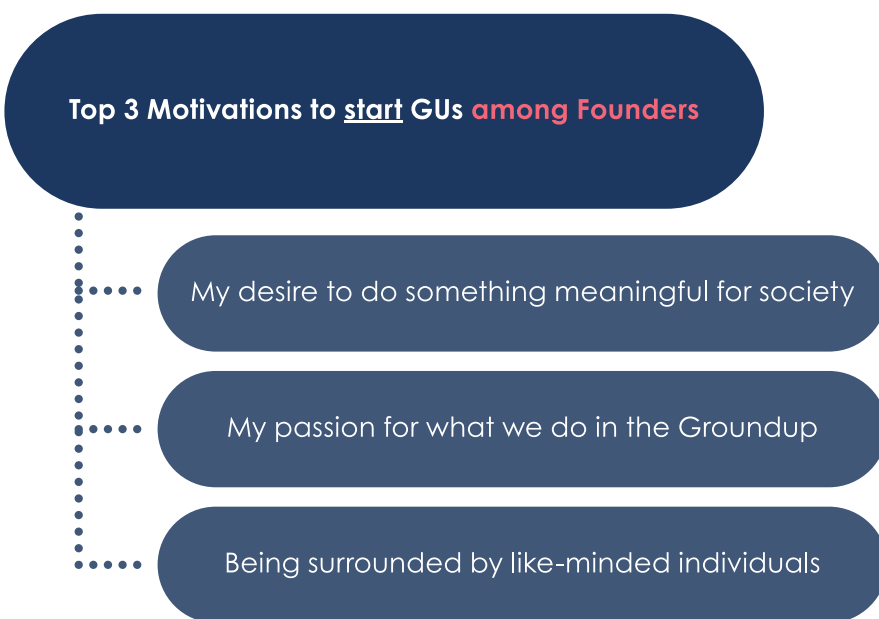 Top 3 Motivations to start GUs among Founders
My desire to do something meaningful for society
My passion for what we do in the Groundup
Being surrounded by like-minded individuals